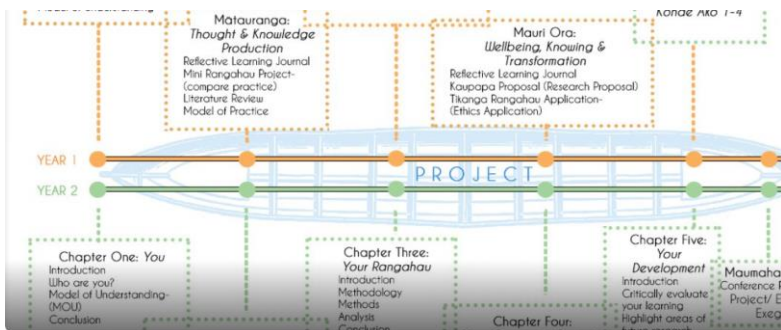 Model of Understanding
Matauranga:
Thought & Knowledge
Production
Reflective Learning Journal
Mini Rangahau Project-
(compare practice)
Literature Review
Model of Practice
Mauri Ora:
Wellbeing, Knowing &
Transformation
Reflective Learning Journal
Kaupapa Proposal (Research Proposal)
Tikanga Rangahau Application-
(Ethics Application)
Ako 1-4
YEAR 1
PROJECT
YEAR 2
Chapter One: You
Introduction
Who are you?
Model of Understanding-
(MOU)
Conclusion
Chapter Three:
Your Rangahau
Introduction
Methodology
Methods
Analysis
Conclusion
Chapter Four:
Chapter Five:
Your
Development
Introduction
Critically evaluate
your learning
Highlight areas of
Maumaha
Conference P
Project/ E
Exeg